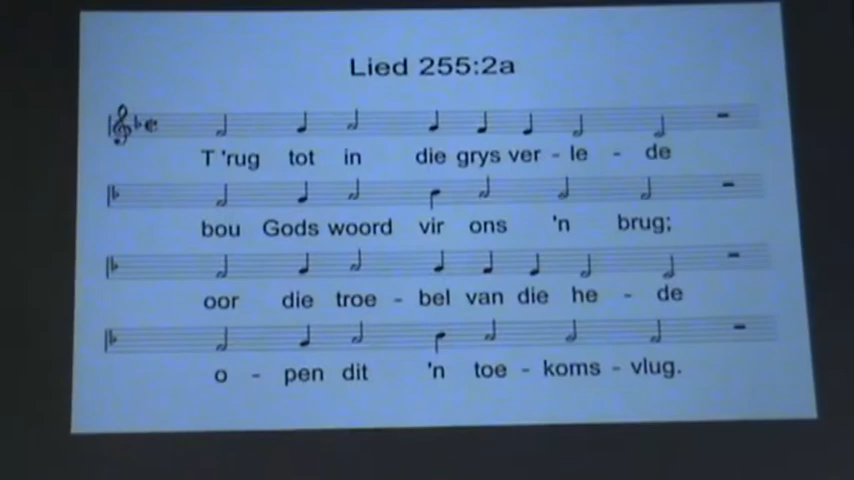 Lied 255:2a
T 'rug tot in die grys ver - le - de
bou Gods woord vir ons 'n brug;
oor die troe - bel van die he - de
o - pen dit 'n toe - koms - vlug.